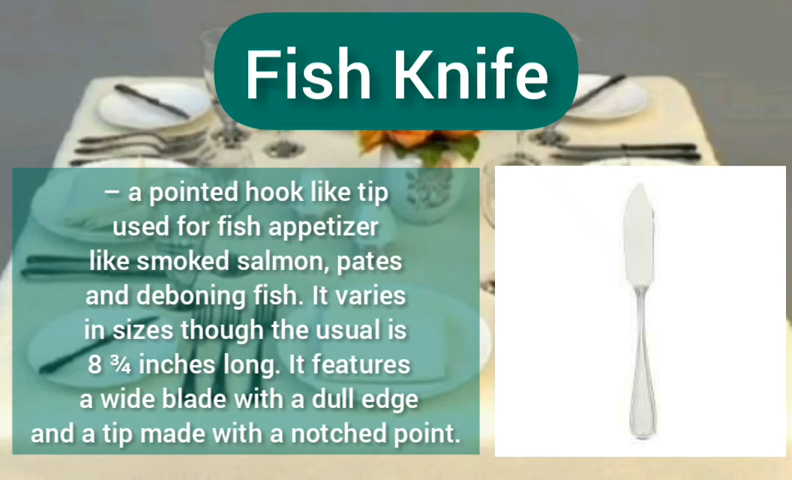 Fish Knife
– a pointed hook like tip
used for fish appetizer
like smoked salmon, pates
and deboning fish. It varies
in sizes though the usual is
8 ¾ inches long. It features
a wide blade with a dull edge
and a tip made with a notched point.